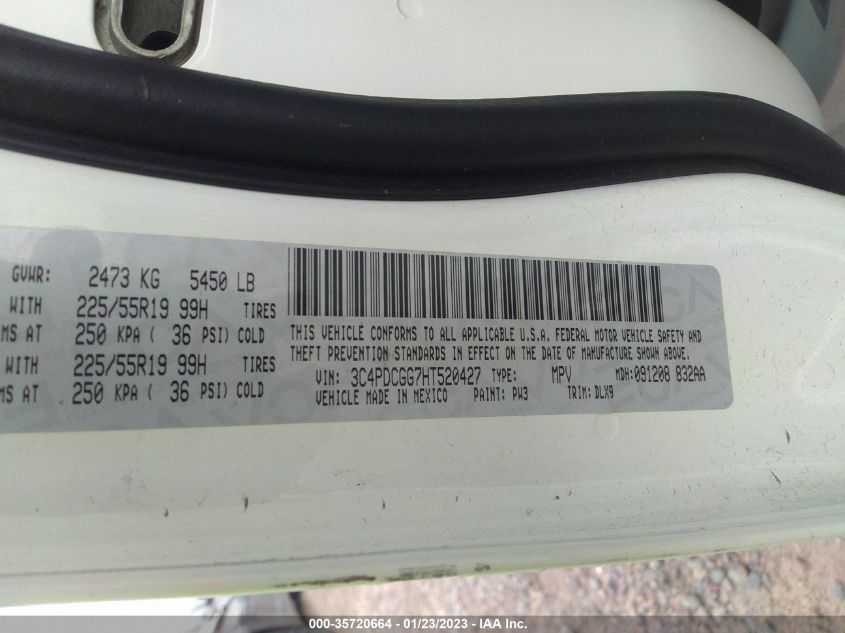 GVWR: 2473 KG 5450 LB
WITH 225/55R19 99H TIRES
MS AT 250 KPA ( 36 PSI) COLD
WITH 225/55R19 99H TIRES
MS AT 250 KPA ( 36 PSI) COLD
THIS VEHICLE CONFORMS TO ALL APPLICABLE U.S.A. FEDERAL MOTOR VEHICLE SAFETY AND
THEFT PREVENTION STANDARDS IN EFFECT ON THE DATE OF MANUFACTURE SHOWN ABOVE.
VIN: 3C4PDCGG7HT520427 TYPE: MPV MDH: 091208 832AA
VEHICLE MADE IN MEXICO PAINT: PW3 TRIM: DLX9
000-35720664 - 01/23/2023 - IAA Inc.